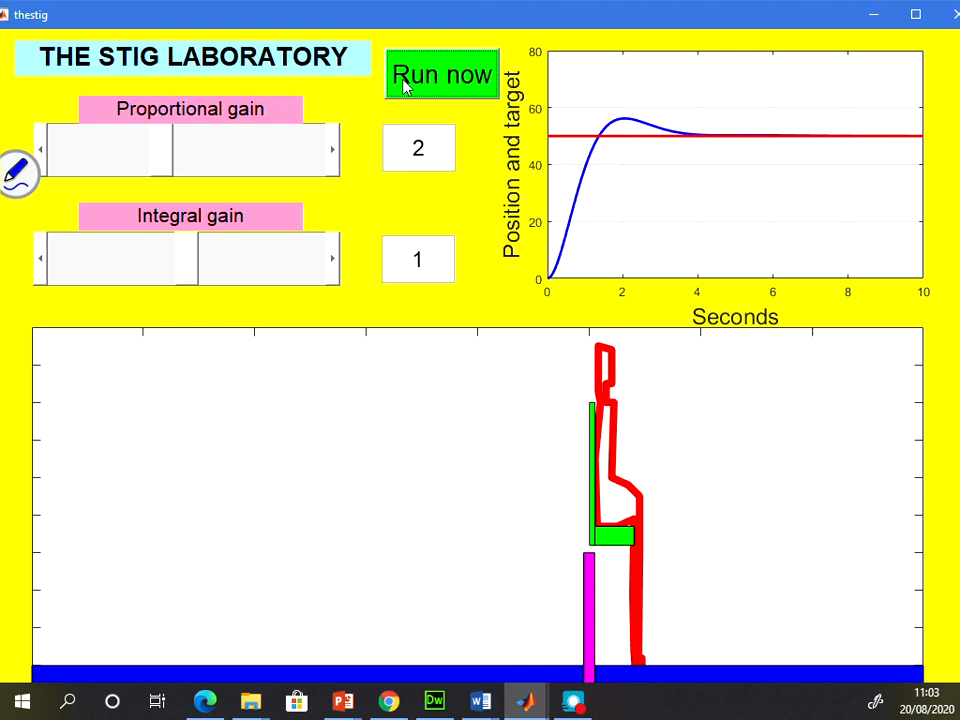 thestig
THE STIG LABORATORY
Run now
Proportional gain
2
Integral gain
1
Position and target
80
60
40
20
0
0 2 4 6 8 10
Seconds
Dw
11:03
20/08/2020